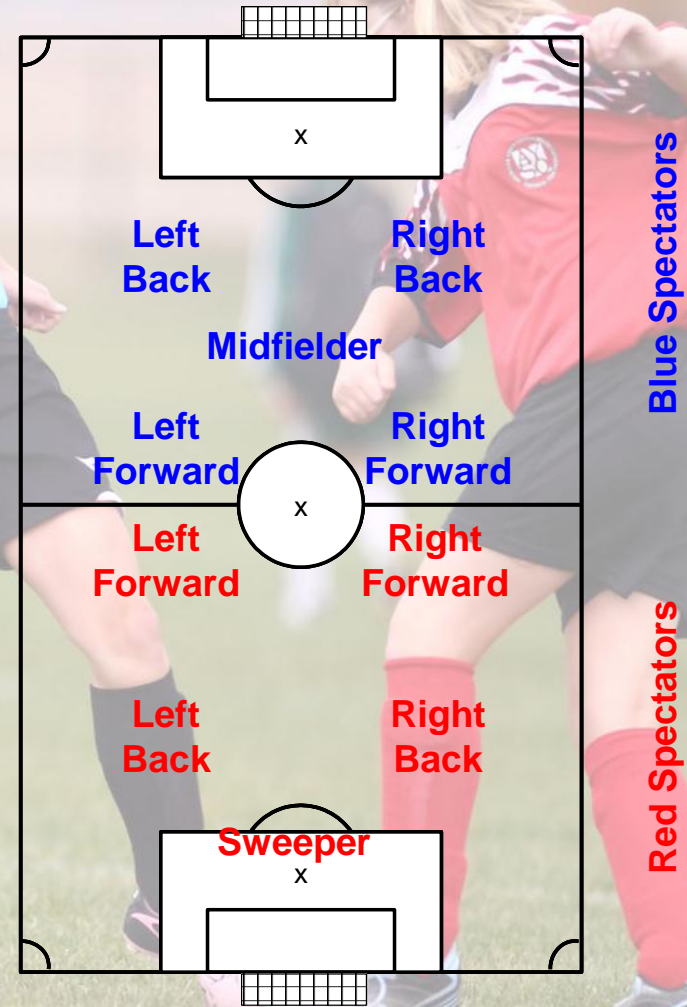 x
Left Right
Back Back
Midfielder
Left Right
Forward Forward
x
Left Right
Forward Forward
Left Right
Back Back
Sweeper
x
Blue Spectators
Red Spectators